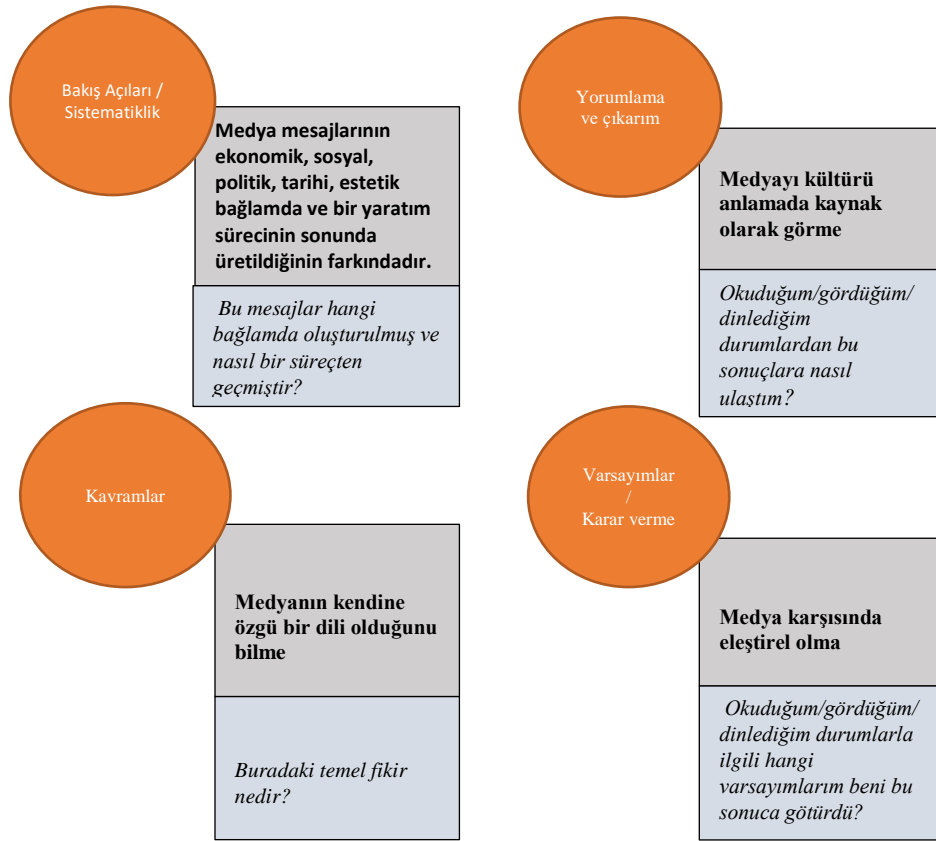 Bakış Açıları /
Sistematiklik
Medya mesajlarının
ekonomik, sosyal,
politik, tarihi, estetik
bağlamda ve bir yaratım
sürecinin sonunda
üretildiğinin farkındadır.
Bu mesajlar hangi
bağlamda oluşturulmuş ve
nasıl bir süreçten
geçmiştir?
Yorumlama
ve çıkarım
Medyayı kültürü
anlamada kaynak
olarak görme
Okuduğum/gördüğüm/
dinlediğim
durumlardan bu
sonuçlara nasıl
ulaştım?
Kavramlar
Medyanın kendine
özgü bir dili olduğunu
bilme
Buradaki temel fikir
nedir?
Varsayımlar
/
Karar verme
Medya karşısında
eleştirel olma
Okuduğum/gördüğüm/
dinlediğim durumlarla
ilgili hangi
varsayımlarım beni bu
sonuca götürdü?